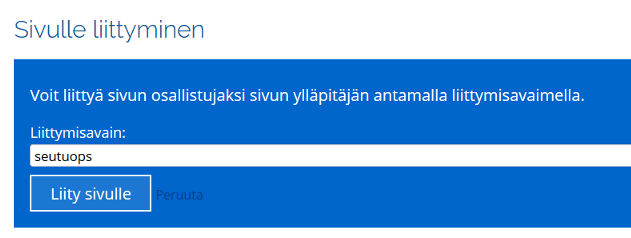 Sivulle liittyminen
Voit liittyä sivun osallistujaksi sivun ylläpitäjän antamalla liittymisavaimella.
Liittymisavain:
seutuops
Liity sivulle Peruuta